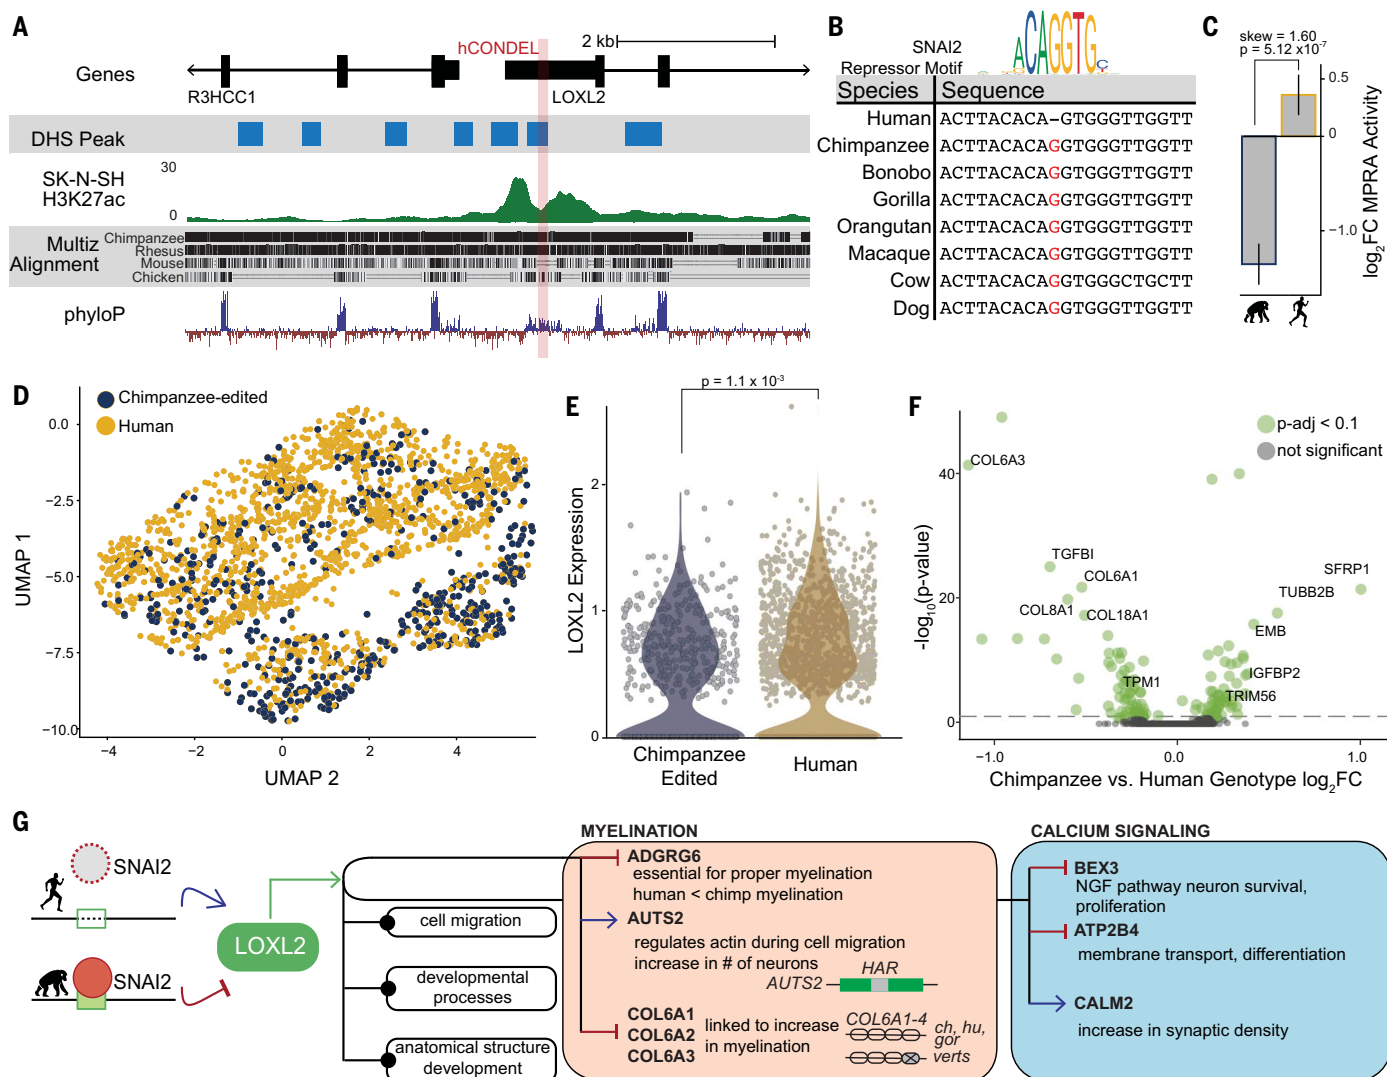 A
hCONDEL
2 kb
Genes
R3HCC1
LOXL2
DHS Peak
SK-N-SH
H3K27ac
30
0
Multiz
Alignment
Chimpanzee
Rhesus
Mouse
Chicken
phyloP
B
SNAI2
Repressor Motif
ACAGGTG
Species Sequence
Human ACTTACACA-GTGGGTTGGTT
Chimpanzee ACTTACACAGGTGGGTTGGTT
Bonobo ACTTACACAGGTGGGTTGGTT
Gorilla ACTTACACAGGTGGGTTGGTT
Orangutan ACTTACACAGGTGGGTTGGTT
Macaque ACTTACACAGGTGGGTTGGTT
Cow ACTTACACAGGTGGGCTGCTT
Dog ACTTACACAGGTGGGTTGGTT
C
skew = 1.60
p = 5.12 x10-7
0.5
0
−1.0
log2FC MPRA Activity
D
Chimpanzee-edited
Human
0.0
−2.5
−5.0
−7.5
−10.0
UMAP 1
−4 −2 0 2 4
UMAP 2
E
p = 1.1 x 10-3
LOXL2 Expression
2
1
0
Chimpanzee
Edited
Human
F
p-adj < 0.1
not significant
COL6A3
TGFBI
COL6A1
COL8A1
COL18A1
SFRP1
TUBB2B
EMB
IGFBP2
TPM1
TRIM56
40
20
0
-log10(p-value)
−1.0 0.0 1.0
Chimpanzee vs. Human Genotype log2FC
G
SNAI2
SNAI2
LOXL2
cell migration
developmental
processes
anatomical structure
development
MYELINATION
ADGRG6
essential for proper myelination
human < chimp myelination
AUTS2
regulates actin during cell migration
increase in # of neurons
HAR
AUTS2
COL6A1
COL6A2
COL6A3
linked to increase
in myelination
COL6A1-4
ch, hu,
gor
verts
CALCIUM SIGNALING
BEX3
NGF pathway neuron survival,
proliferation
ATP2B4
membrane transport, differentiation
CALM2
increase in synaptic density